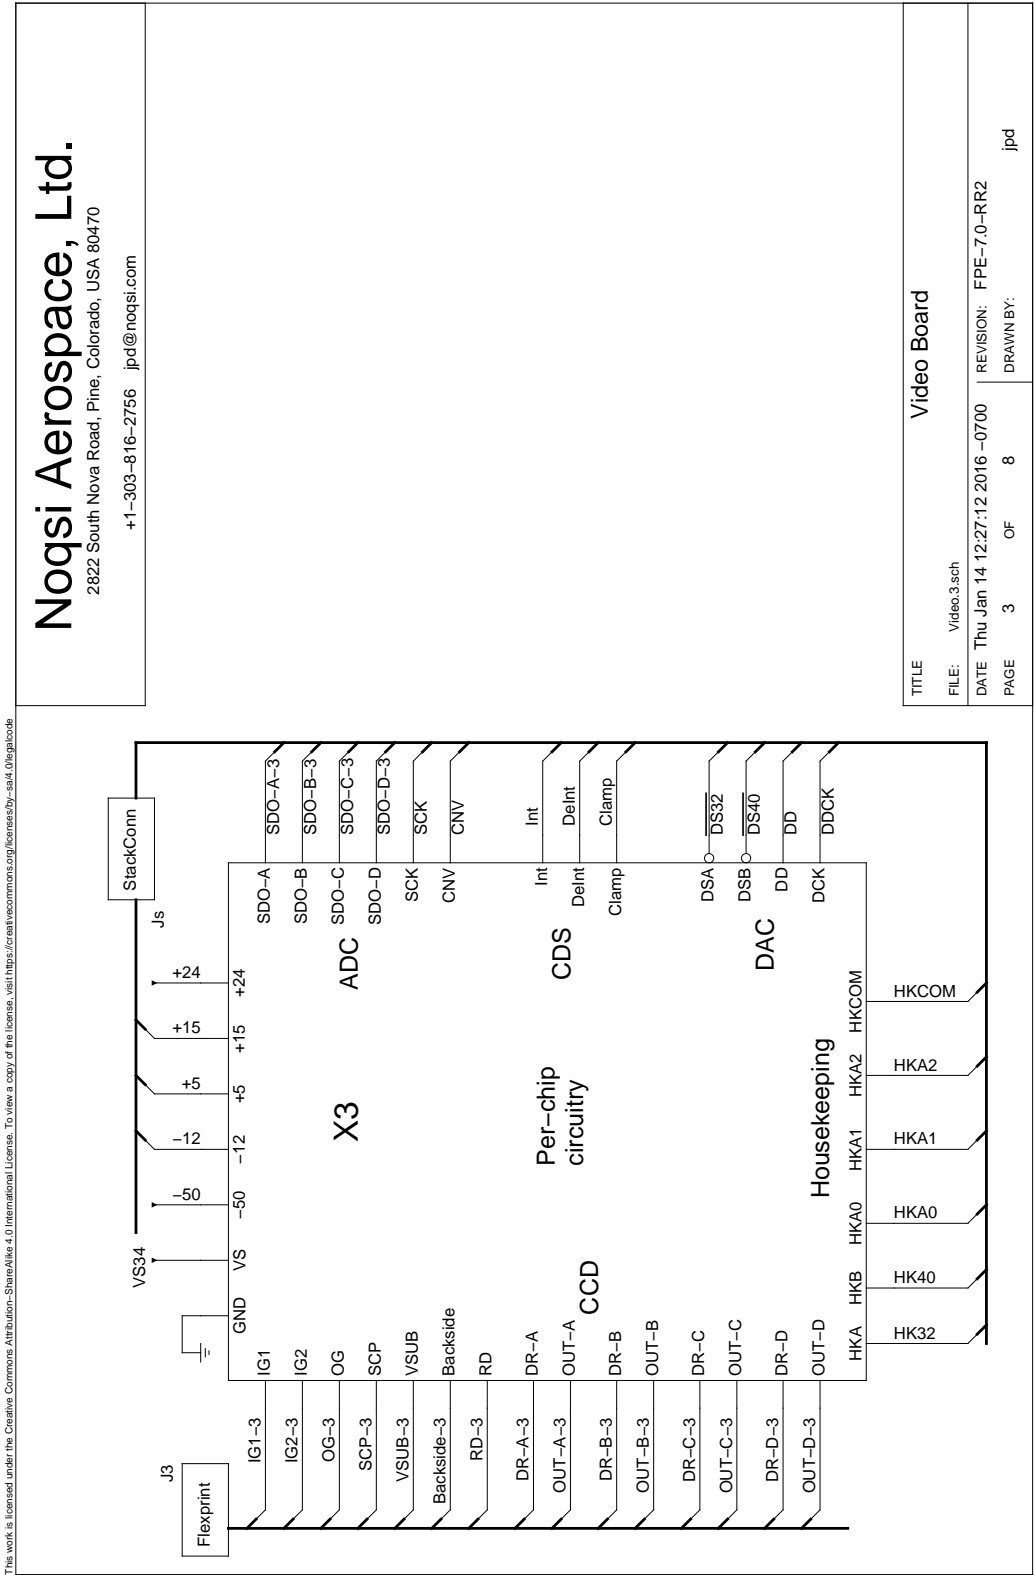 This work is licensed under the Creative Commons Attribution−ShareAlike 4.0 International License. To view a copy of the license, visit https://creativecommons.org/licenses/by−sa/4.0/legalcode
Noqsi Aerospace, Ltd.
2822 South Nova Road, Pine, Colorado, USA 80470
+1−303−816−2756 jpd@noqsi.com
J3
Flexprint
StackConn
Js
VS34
−50
−12
+5
+15
+24
GND
VS
−50
−12
+5
+15
+24
IG1−3
IG1
IG2−3
IG2
OG−3
OG
SCP−3
SCP
VSUB−3
VSUB
Backside−3
Backside
RD−3
RD
DR−A−3
DR−A
OUT−A−3
OUT−A
DR−B−3
DR−B
OUT−B−3
OUT−B
DR−C−3
DR−C
OUT−C−3
OUT−C
DR−D−3
DR−D
OUT−D−3
OUT−D
CCD
X3
Per−chip
circuitry
ADC
CDS
DAC
Housekeeping
SDO−A
SDO−A−3
SDO−B
SDO−B−3
SDO−C
SDO−C−3
SDO−D
SDO−D−3
SCK
SCK
CNV
CNV
Int
Int
DeInt
DeInt
Clamp
Clamp
DSA
DS32
DSB
DS40
DD
DD
DCK
DDCK
HKA
HKB
HKA0
HKA1
HKA2
HKCOM
HK32
HK40
HKA0
HKA1
HKA2
HKCOM
TITLE
Video Board
FILE: Video.3.sch
DATE Thu Jan 14 12:27:12 2016 −0700
REVISION: FPE−7.0−RR2
PAGE 3 OF 8
DRAWN BY: jpd